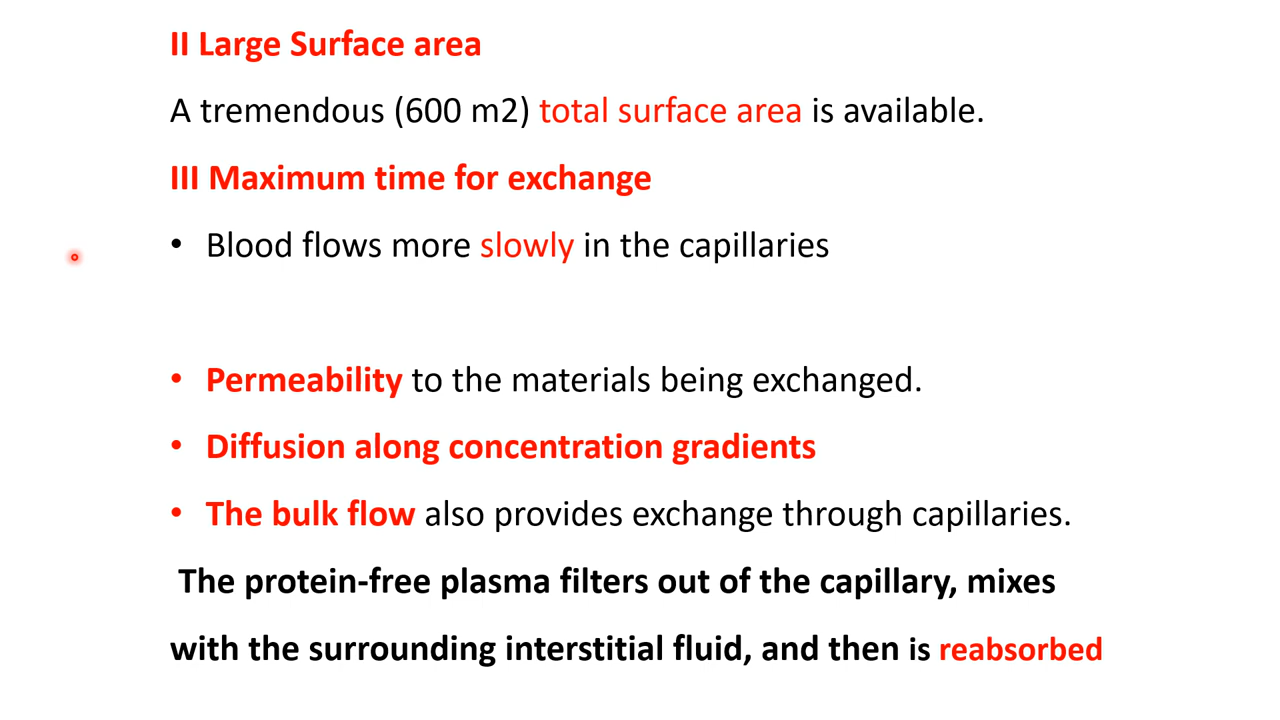 II Large Surface area
A tremendous (600 m2) total surface area is available.
III Maximum time for exchange
• Blood flows more slowly in the capillaries
• Permeability to the materials being exchanged.
• Diffusion along concentration gradients
• The bulk flow also provides exchange through capillaries.
The protein-free plasma filters out of the capillary, mixes
with the surrounding interstitial fluid, and then is reabsorbed